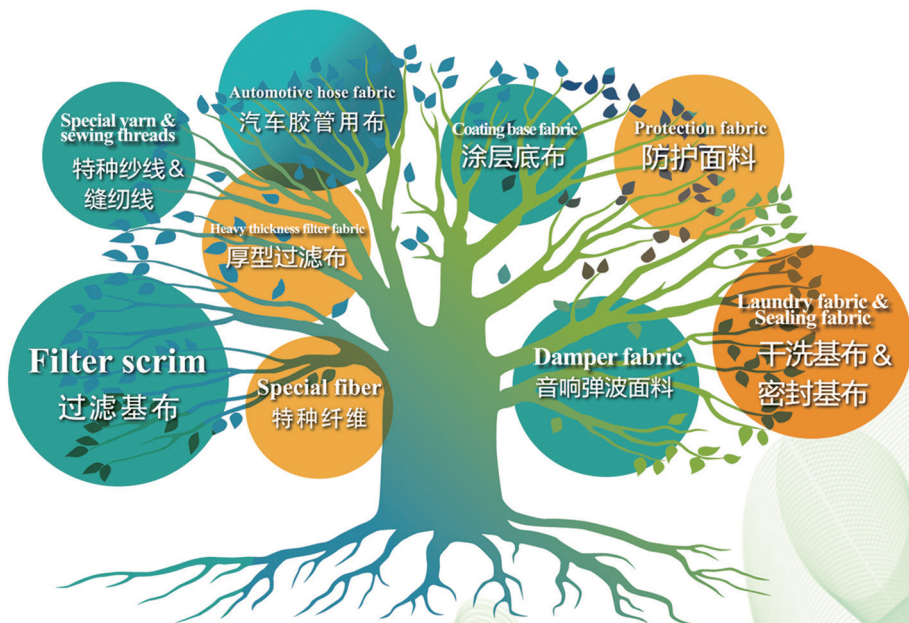 Automotive hose fabric
汽车胶管用布
Special yarn &
sewing threads
特种纱线&
缝纫线
Coating base fabric
涂层底布
Protection fabric
防护面料
Heavy thickness filter fabric
厚型过滤布
Filter scrim
过滤基布
Special fiber
特种纤维
Damper fabric
音响弹波面料
Laundry fabric &
Sealing fabric
干洗基布&
密封基布